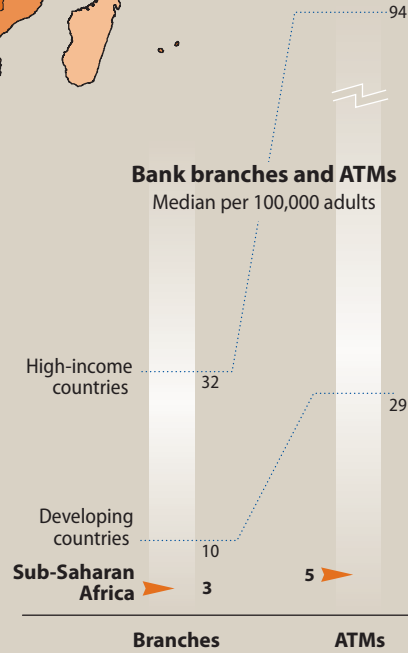 94
Bank branches and ATMs
Median per 100,000 adults
High-income
countries
32
29
Developing
countries
10
Sub-Saharan
Africa
3
5
Branches
ATMs